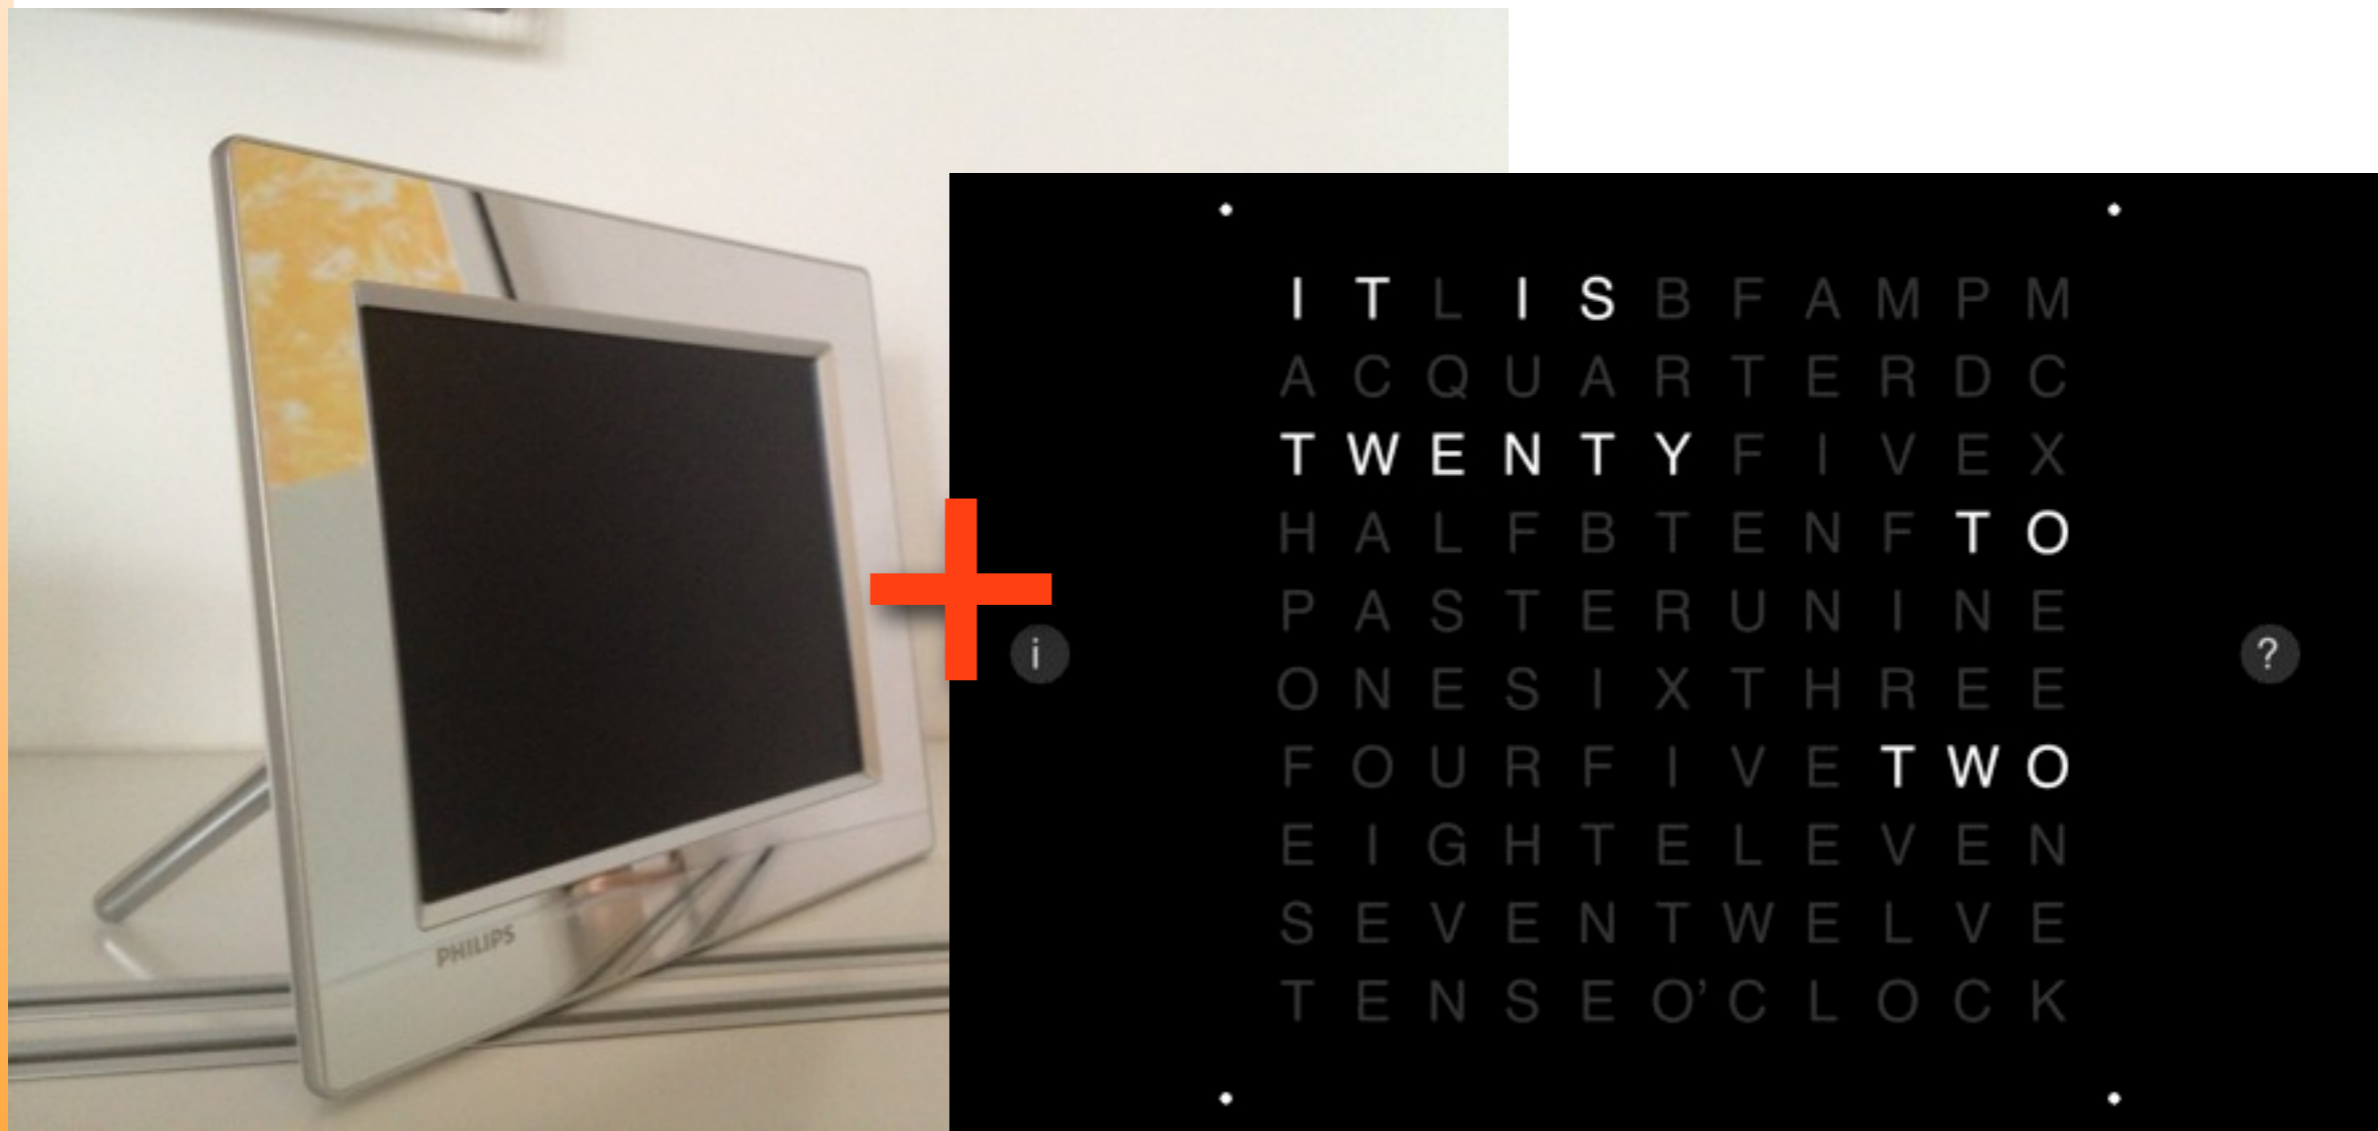 PHILIPS
I T L I S B F A M P M
A C Q U A R T E R D C
T W E N T Y F I V E X
H A L F B T E N F T O
P A S T E R U N I N E
O N E S I X T H R E E
F O U R F I V E T W O
E I G H T E L E V E N
S E V E N T W E L V E
T E N S E O’ C L O C K
i
?